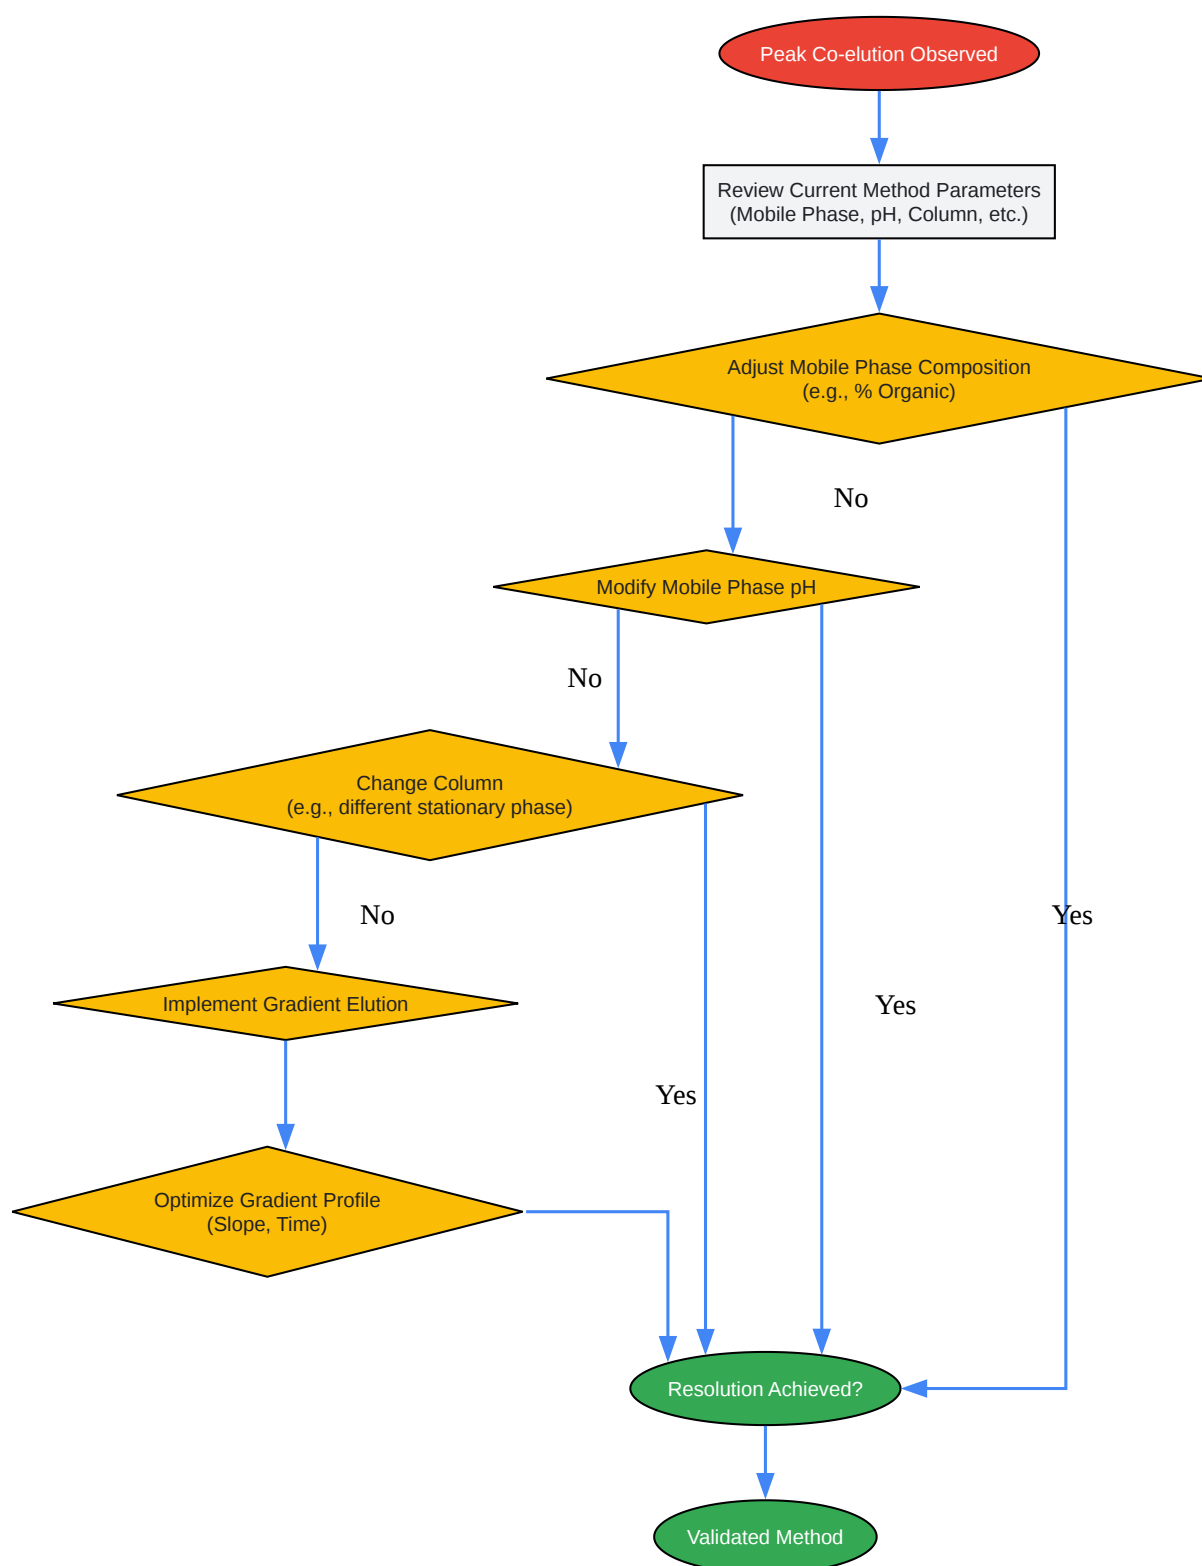 Peak Co-elution Observed
Review Current Method Parameters
(Mobile Phase, pH, Column, etc.)
Adjust Mobile Phase Composition
(e.g., % Organic)
No
Modify Mobile Phase pH
No
Change Column
(e.g., different stationary phase)
No
Yes
Implement Gradient Elution
Yes
Yes
Optimize Gradient Profile
(Slope, Time)
Resolution Achieved?
Validated Method